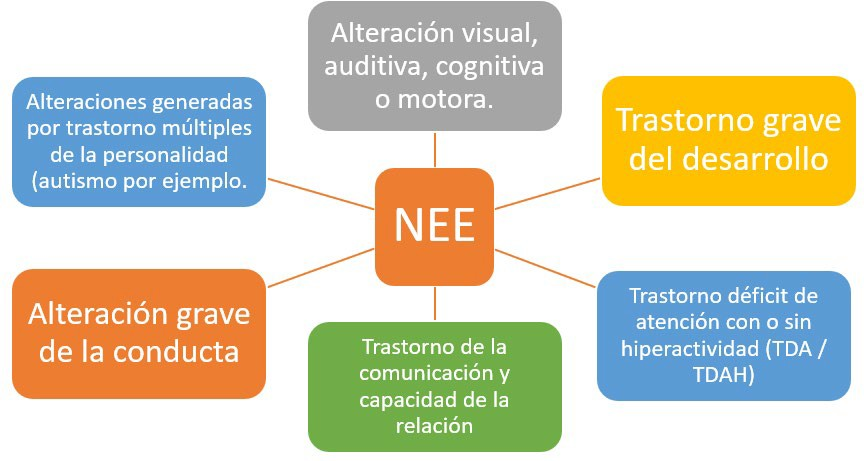 Alteración visual,
auditiva, cognitiva
o motora.
Alteraciones generadas
por trastorno múltiples
de la personalidad
(autismo por ejemplo.
Trastorno grave
del desarrollo
NEE
Alteración grave
de la conducta
Trastorno déficit de
atención con o sin
hiperactividad (TDA /
TDAH)
Trastorno de la
comunicación y
capacidad de la
relación